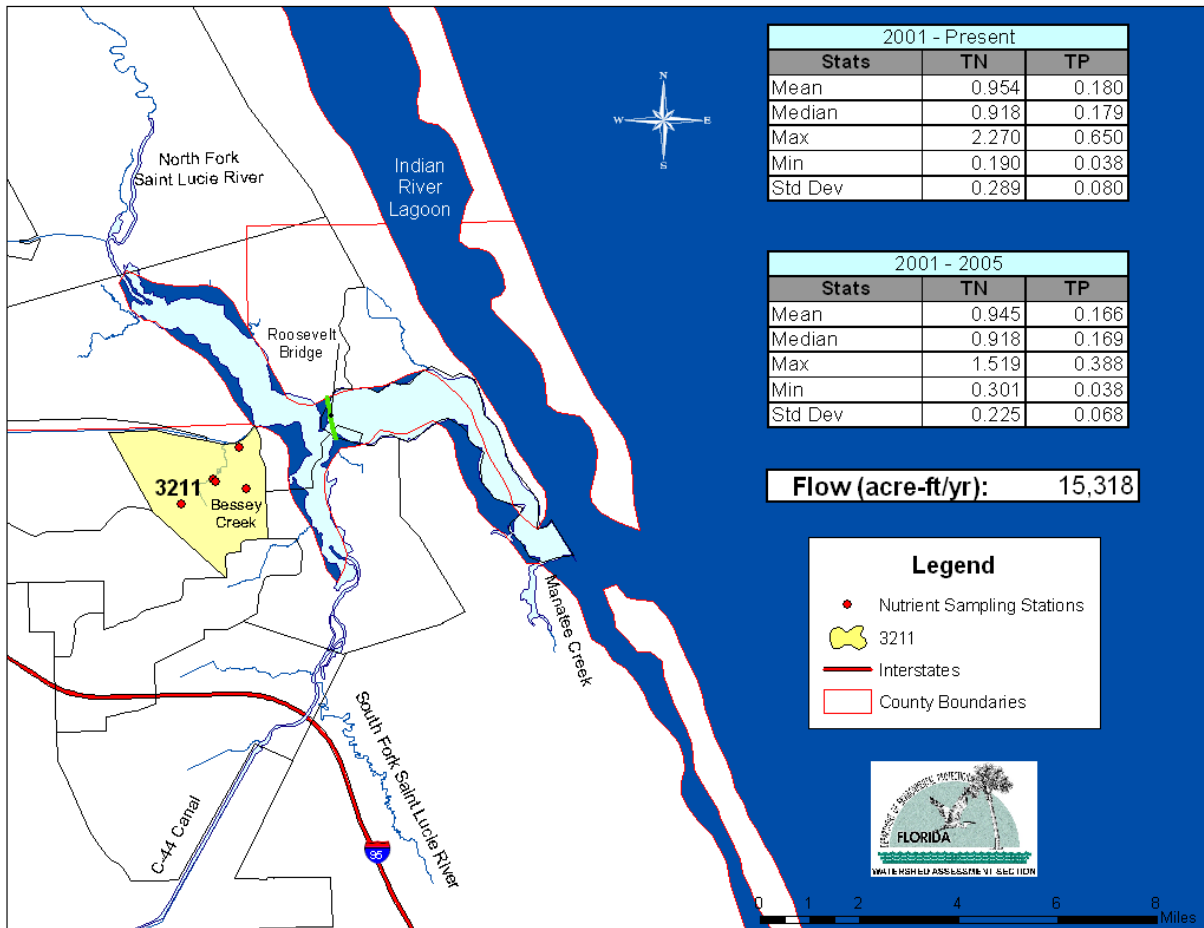 North Fork
Saint Lucie River
Indian
River
Lagoon
N
W E
S
Roosevelt
Bridge
3211
Bessey
Creek
Manatee Creek
South Fork Saint Lucie River
C-44 Canal
95
2001 - Present
Stats TN TP
Mean 0.954 0.180
Median 0.918 0.179
Max 2.270 0.650
Min 0.190 0.038
Std Dev 0.289 0.080
2001 - 2005
Stats TN TP
Mean 0.945 0.166
Median 0.918 0.169
Max 1.519 0.388
Min 0.301 0.038
Std Dev 0.225 0.068
Flow (acre-ft/yr): 15,318
Legend
Nutrient Sampling Stations
3211
Interstates
County Boundaries
DEPARTMENT OF ENVIRONMENTAL PROTECTION
FLORIDA
WATERSHED ASSESSMENT SECTION
0 1 2 4 6 8
Miles